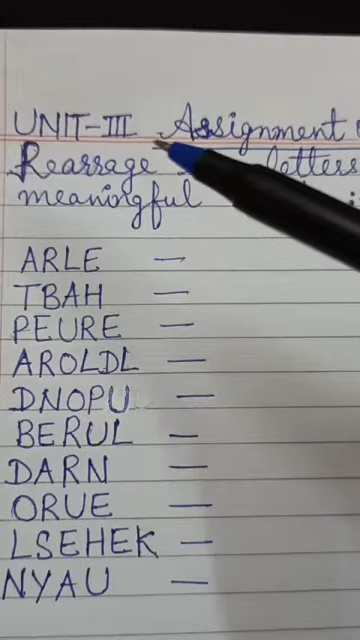 UNIT-III Assignment
Rearrage letters
meaningful
ARLE —
TBAH —
PEURE —
AROLDL —
DNOPU —
BERUL —
DARN —
ORUE —
LSEHEK —
NYAU —